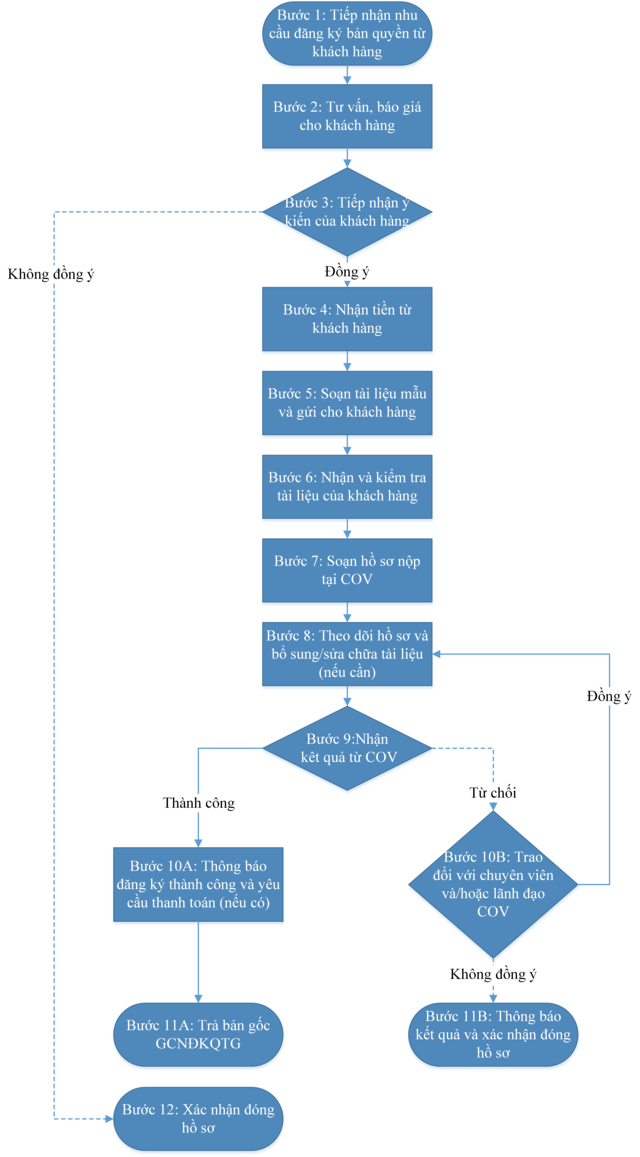 Bước 1: Tiếp nhận nhu
cầu đăng ký bản quyền từ
khách hàng
Bước 2: Tư vấn, báo giá
cho khách hàng
Bước 3: Tiếp nhận ý
kiến của khách hàng
Không đồng ý
Đồng ý
Bước 4: Nhận tiền từ
khách hàng
Bước 5: Soạn tài liệu mẫu
và gửi cho khách hàng
Bước 6: Nhận và kiểm tra
tài liệu của khách hàng
Bước 7: Soạn hồ sơ nộp
tại COV
Bước 8: Theo dõi hồ sơ và
bổ sung/sửa chữa tài liệu
(nếu cần)
Đồng ý
Bước 9:Nhận
kêt quả từ COV
Từ chối
Thành công
Bước 10A: Thông báo
đăng ký thành công và yêu
cầu thanh toán (nếu có)
Bước 10B: Trao
đổi với chuyên viên
và/hoặc lãnh đạo
COV
Không đồng ý
Bước 11A: Trả bản gốc
GCNĐKQTG
Bước 11B: Thông báo
kết quả và xác nhận đóng
hồ sơ
Bước 12: Xác nhận đóng
hồ sơ